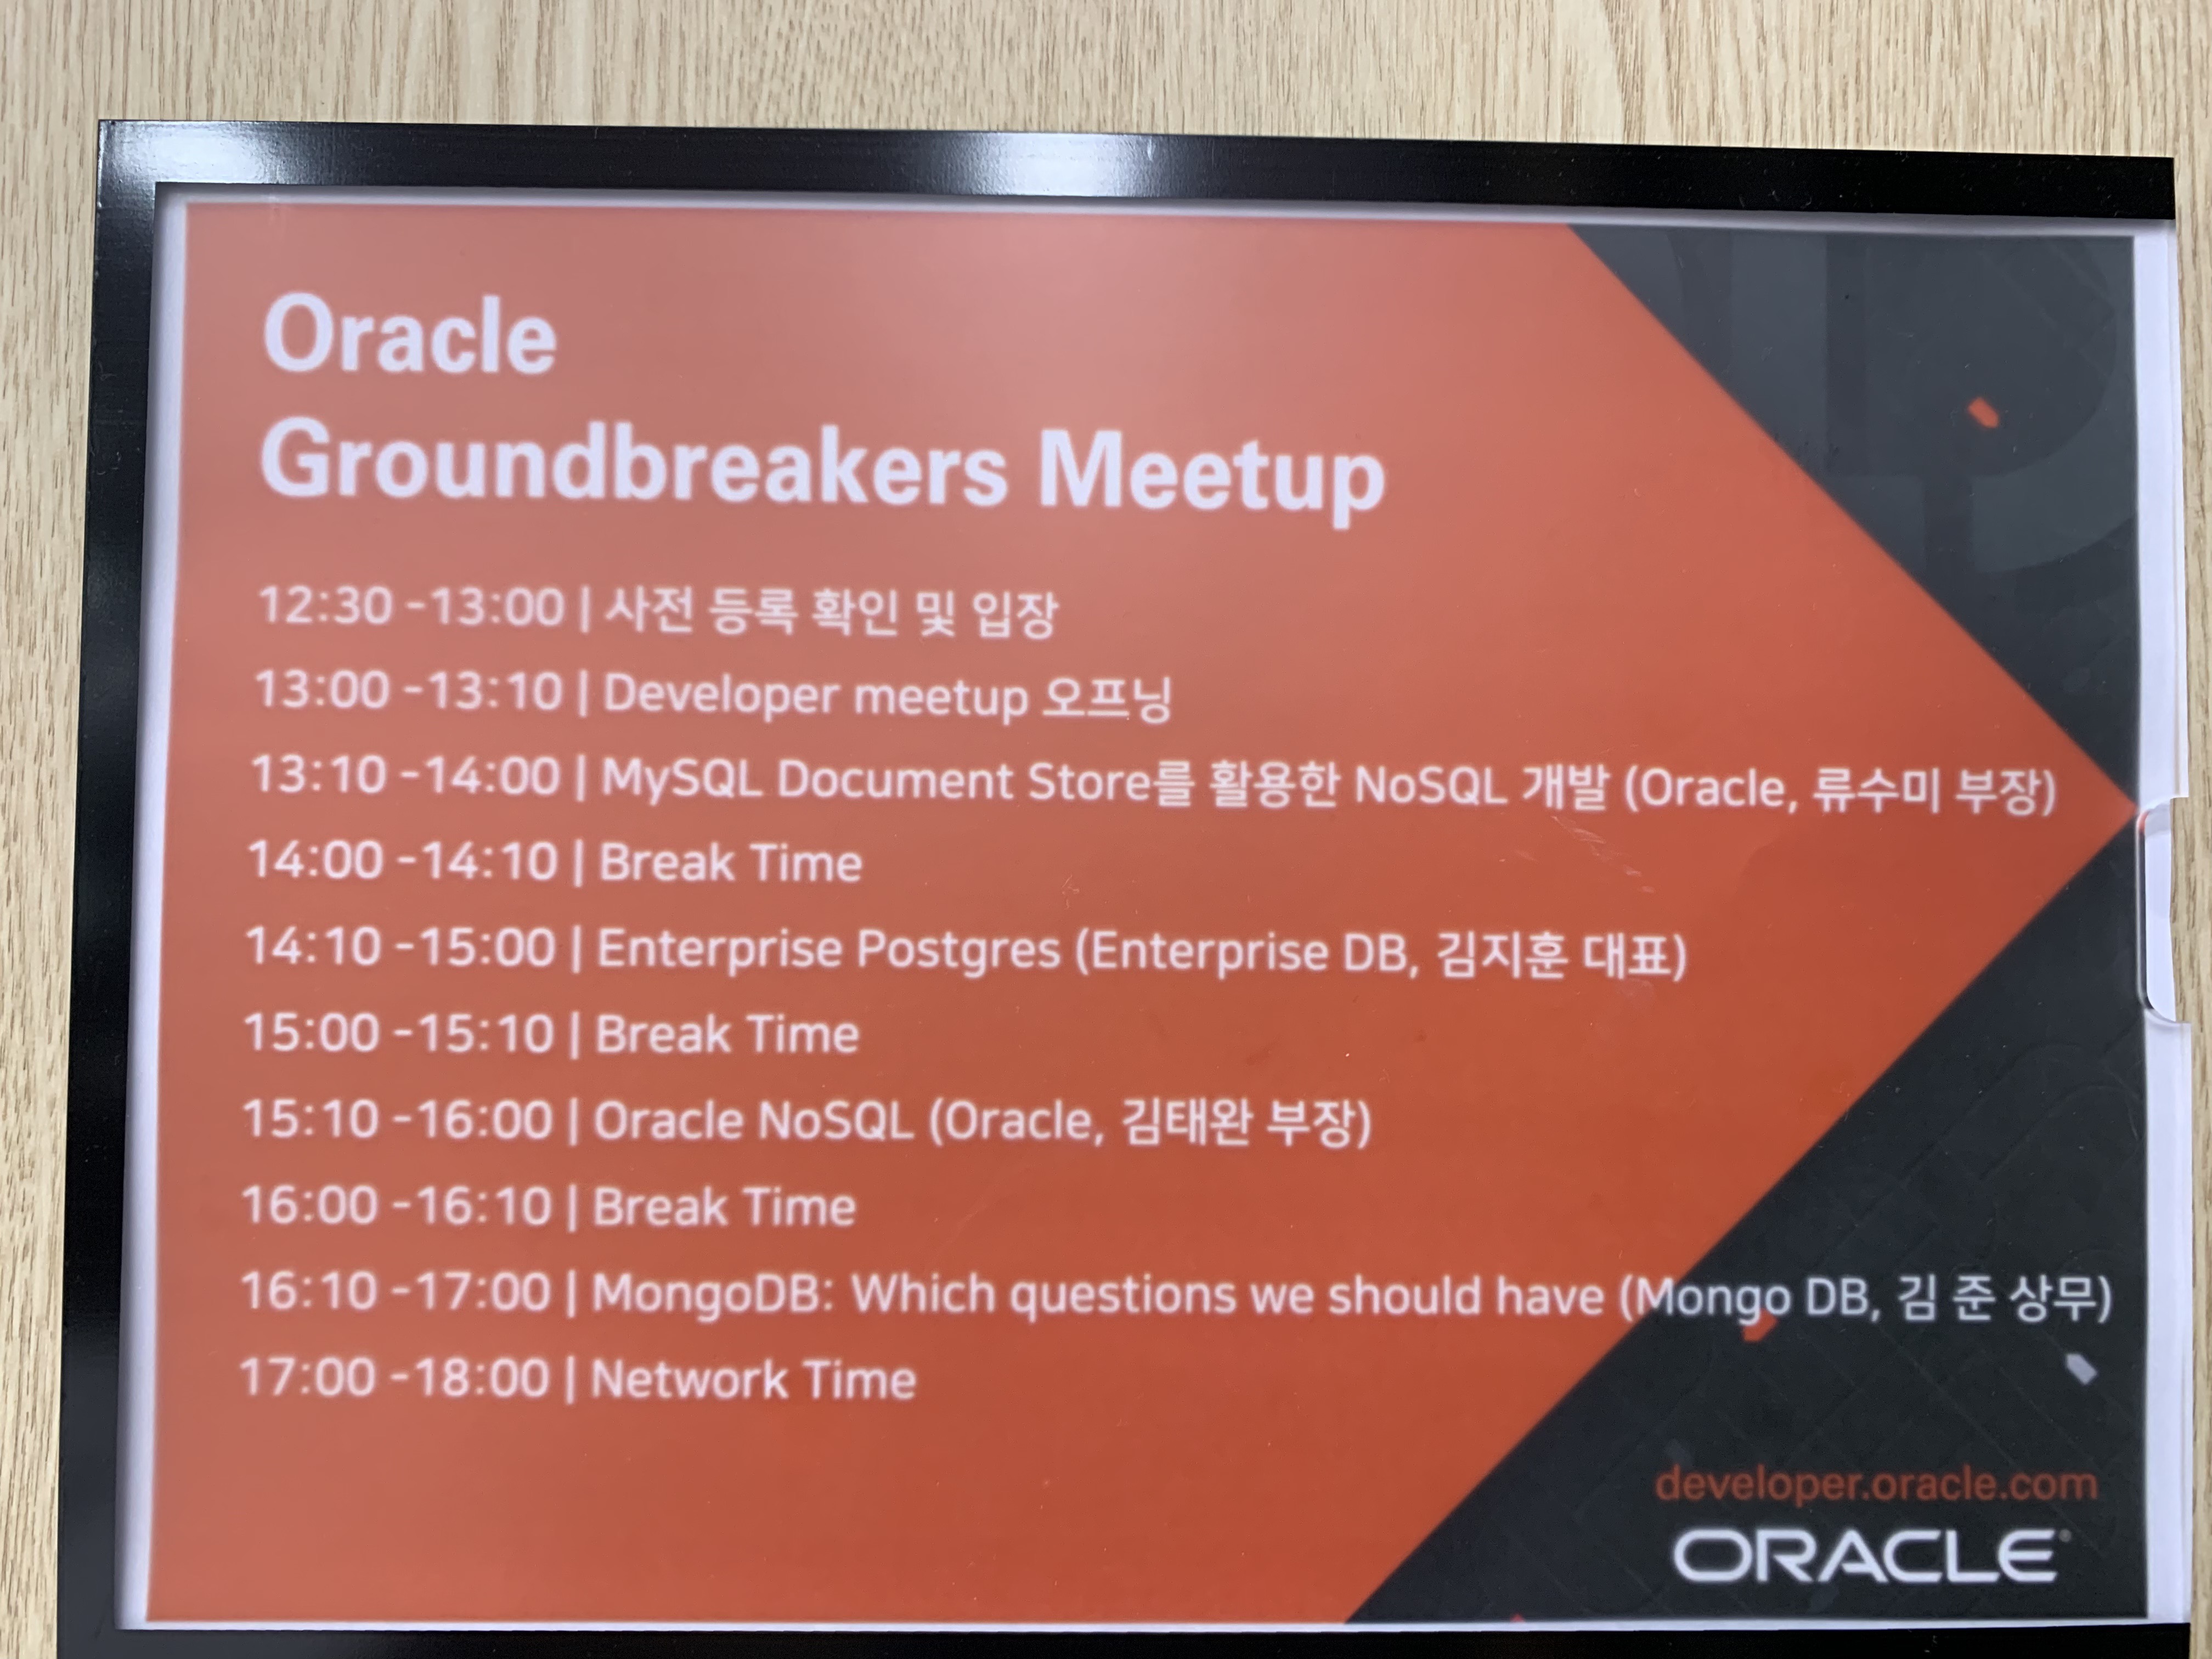 Oracle
Groundbreakers Meetup
12:30 -13:00 | 사전 등록 확인 및 입장
13:00 -13:10 | Developer meetup 오프닝
13:10 -14:00 | MySQL Document Store를 활용한 NoSQL 개발 (Oracle, 류수미 부장)
14:00 -14:10 | Break Time
14:10 -15:00 | Enterprise Postgres (Enterprise DB, 김지훈 대표)
15:00 -15:10 | Break Time
15:10 -16:00 | Oracle NoSQL (Oracle, 김태완 부장)
16:00 -16:10 | Break Time
16:10 -17:00 | MongoDB: Which questions we should have (Mongo DB, 김 준 상무)
17:00 -18:00 | Network Time
developer.oracle.com
ORACLE®